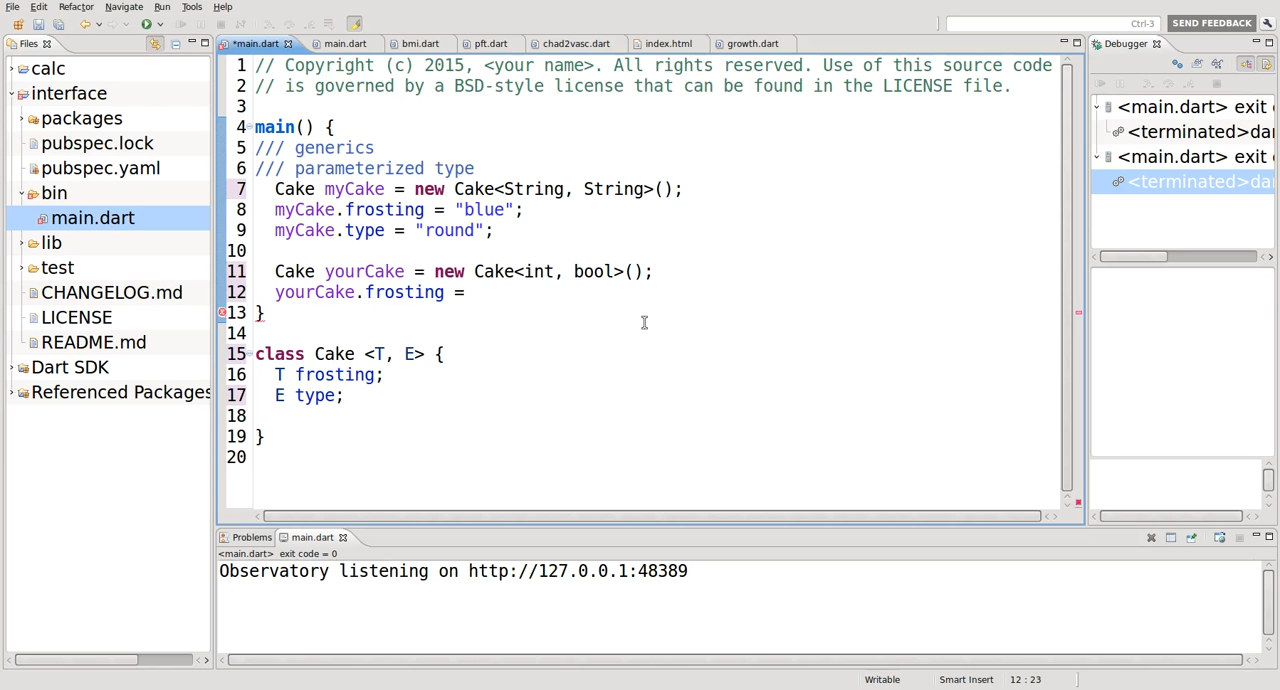 File Edit Refactor Navigate Run Tools Help
Ctrl-3 SEND FEEDBACK
Files
*main.dart main.dart bmi.dart pft.dart chad2vasc.dart index.html growth.dart
Debugger
calc
interface
packages
pubspec.lock
pubspec.yaml
bin
main.dart
lib
test
CHANGELOG.md
LICENSE
README.md
Dart SDK
Referenced Packages
1 // Copyright (c) 2015, <your name>. All rights reserved. Use of this source code
2 // is governed by a BSD-style license that can be found in the LICENSE file.
3
4 main() {
5 /// generics
6 /// parameterized type
7 Cake myCake = new Cake<String, String>();
8 myCake.frosting = "blue";
9 myCake.type = "round";
10
11 Cake yourCake = new Cake<int, bool>();
12 yourCake.frosting =
13 }
14
15 class Cake <T, E> {
16 T frosting;
17 E type;
18
19 }
20
<main.dart> exit c
<terminated>dar
<main.dart> exit c
<terminated>dar
Problems main.dart
<main.dart> exit code = 0
Observatory listening on http://127.0.0.1:48389
Writable Smart Insert 12 : 23